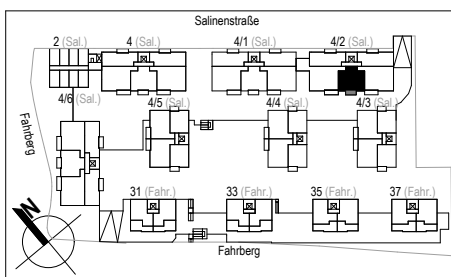 Salinenstraße
2 (Sal.) 4 (Sal.) 4/1 (Sal.) 4/2 (Sal.)
4/6 (Sal.) 4/5 (Sal.) 4/4 (Sal.) 4/3 (Sal.)
Fahrberg
31 (Fahr.) 33 (Fahr.) 35 (Fahr.) 37 (Fahr.)
N
Fahrberg